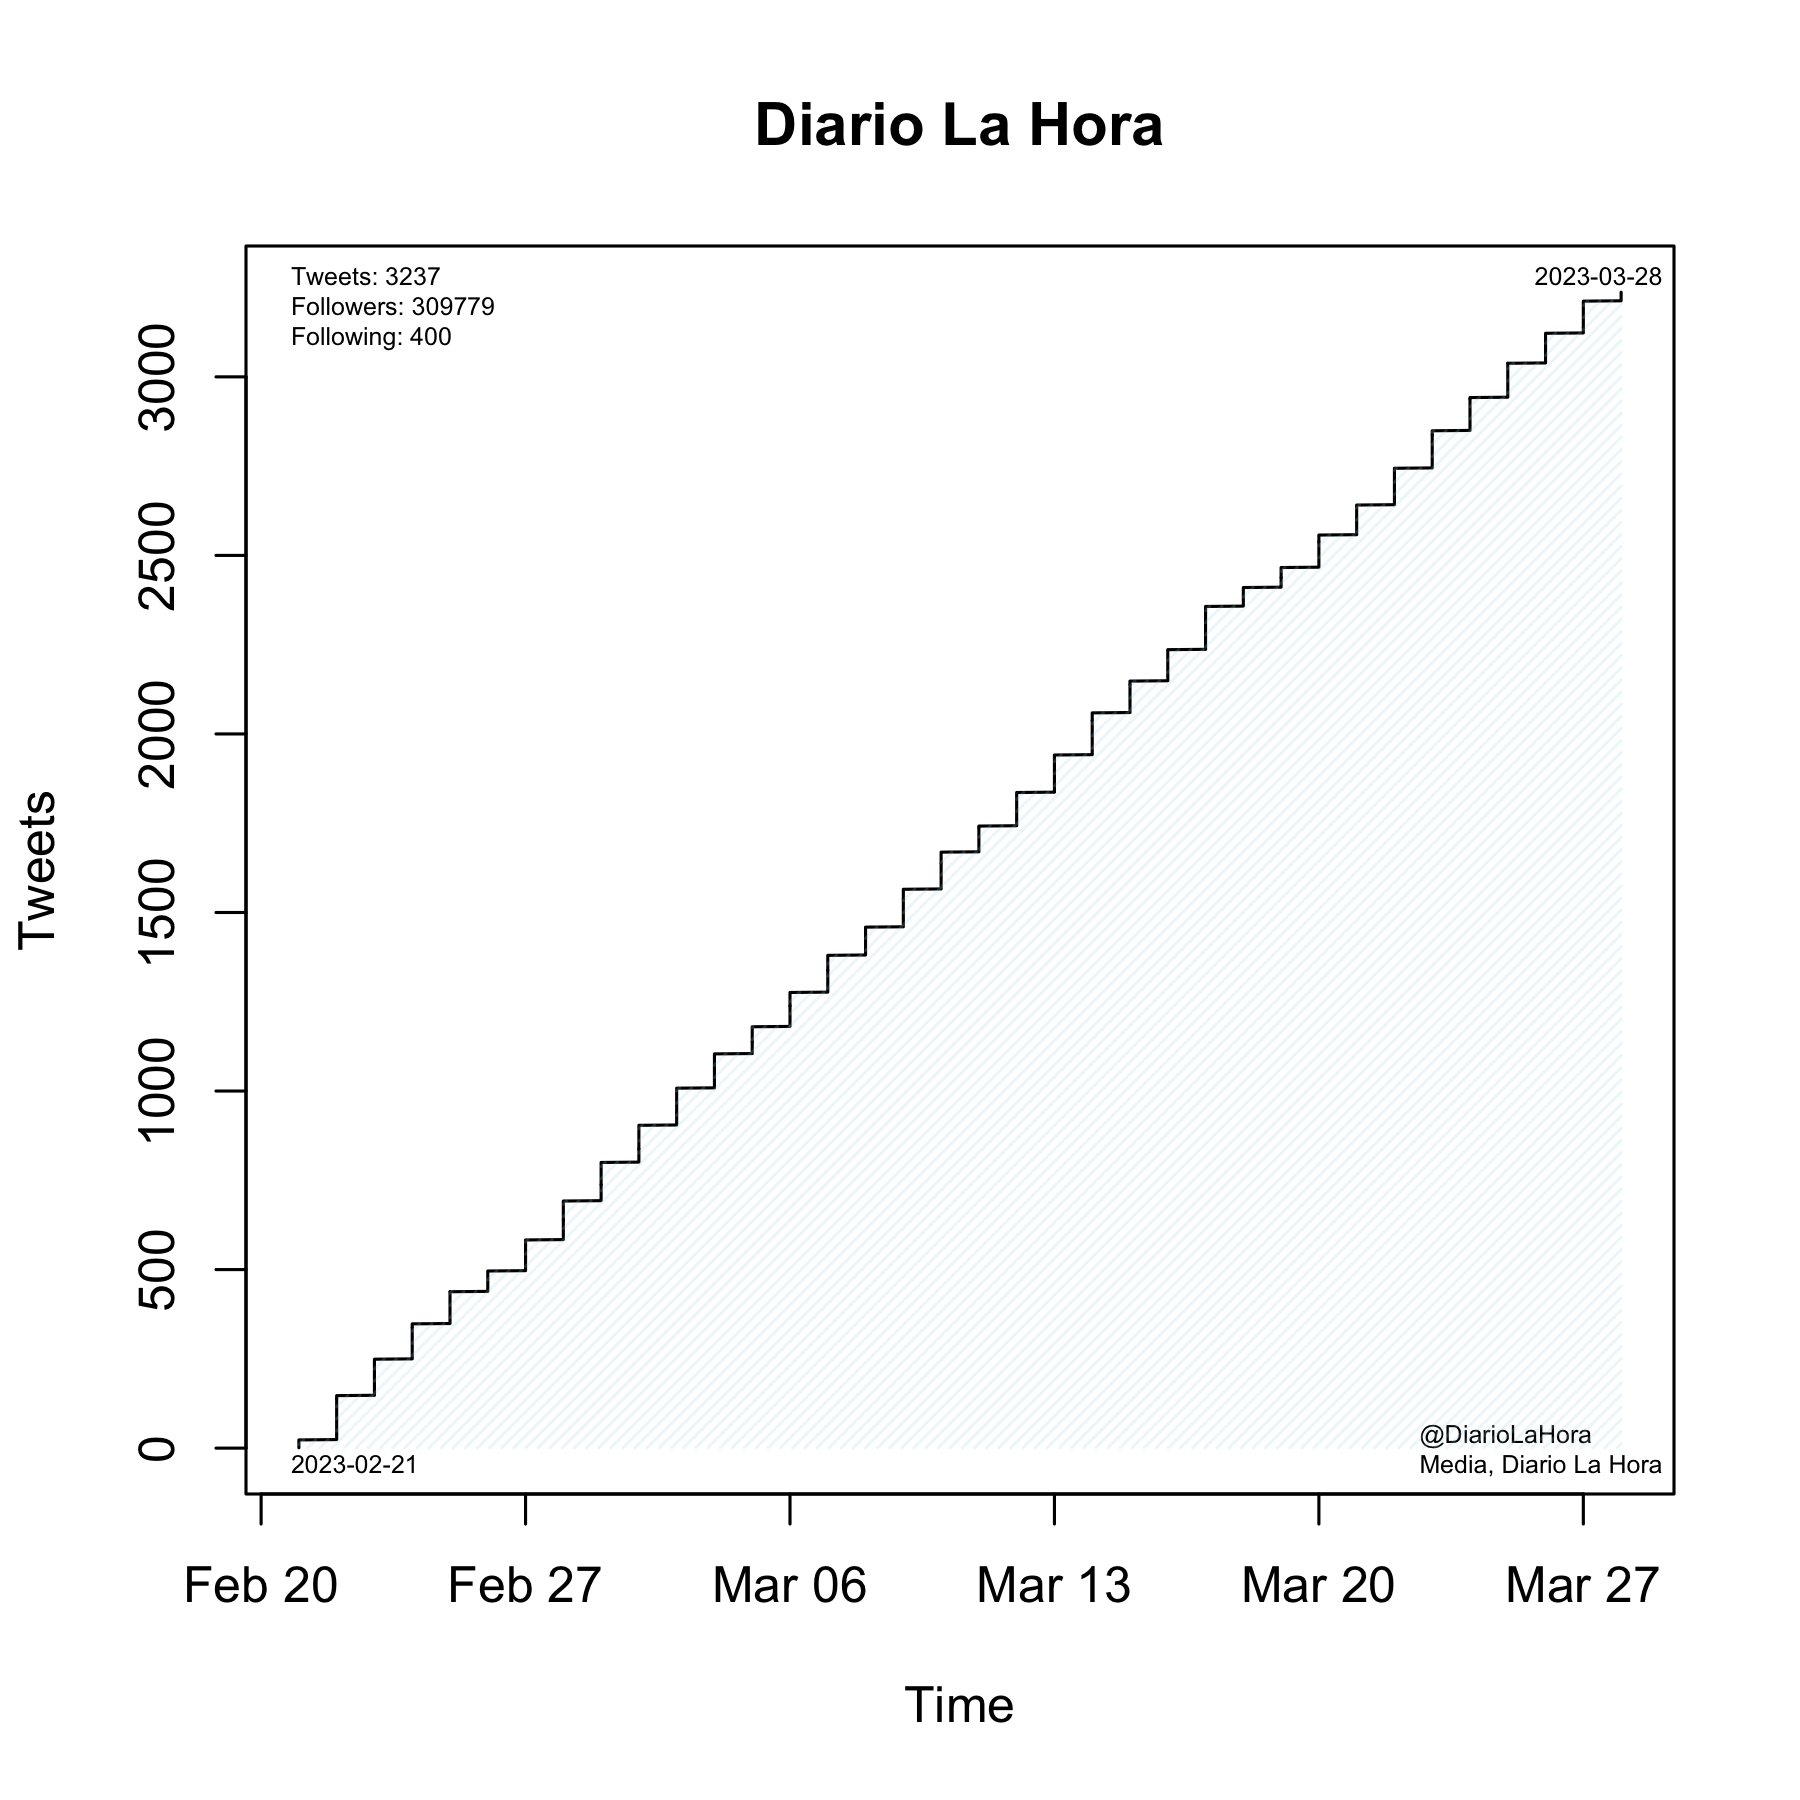 Diario La Hora
Tweets: 3237
Followers: 309779
Following: 400
2023-03-28
3000
2500
2000
1500
1000
500
0
Tweets
2023-02-21
@DiarioLaHora
Media, Diario La Hora
Feb 20 Feb 27 Mar 06 Mar 13 Mar 20 Mar 27
Time